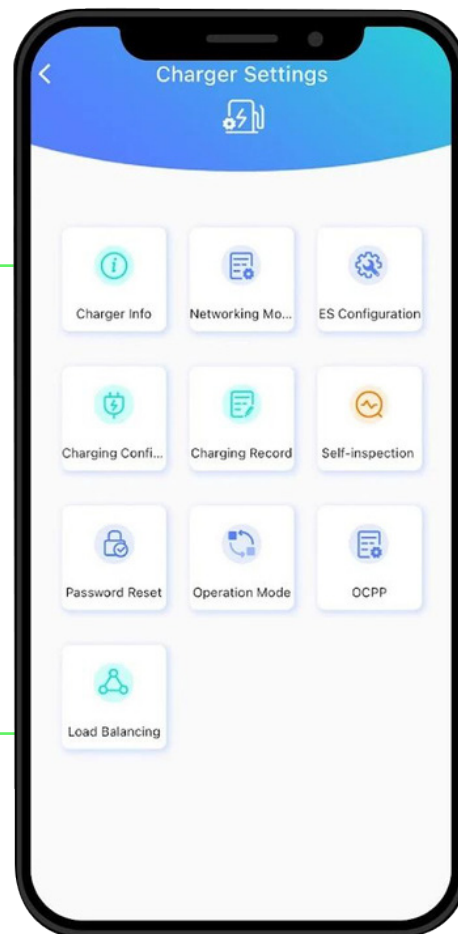 Charger Settings
Charger Info
Networking Mo...
ES Configuration
Charging Confi...
Charging Record
Self-inspection
Password Reset
Operation Mode
OCPP
Load Balancing